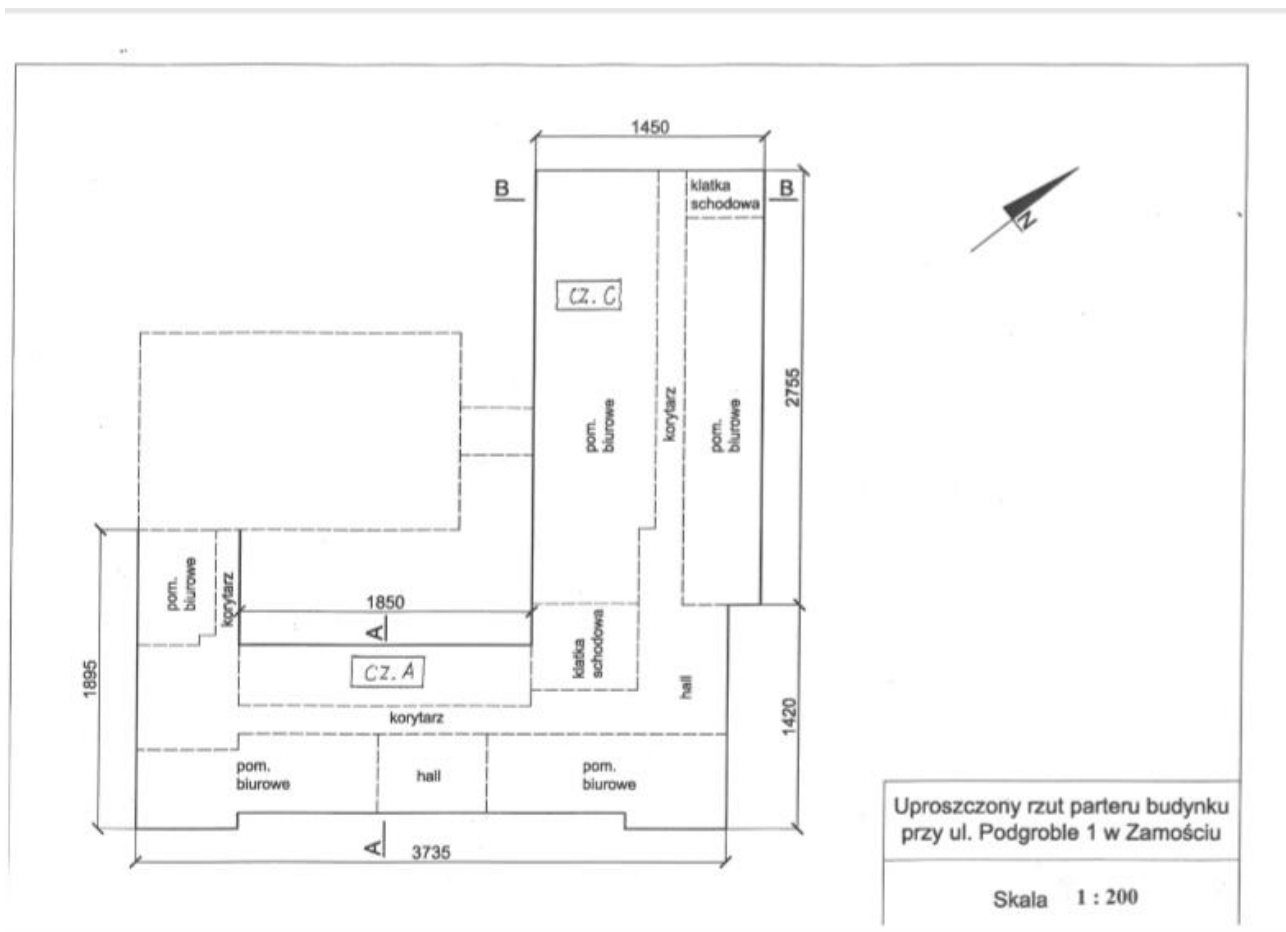 1450
B
klatka
schodowa
B
N
CZ. C
2755
korytarz
pom.
biurowe
pom.
biurowe
pom.
biurowe
korytarz
1850
A
klatka
schodowa
CZ. A
1895
hall
korytarz
1420
pom.
biurowe
hall
pom.
biurowe
A
3735
Uproszczony rzut parteru budynku
przy ul. Podgroble 1 w Zamościu
Skala 1 : 200